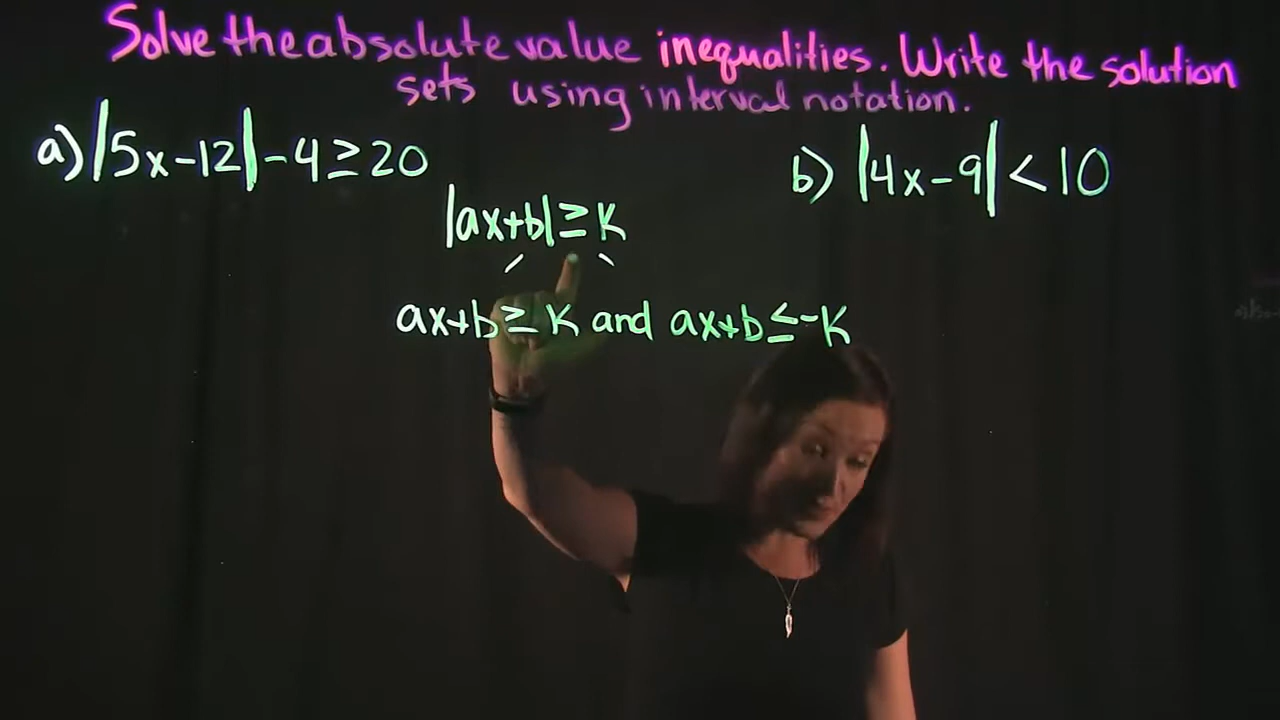 Solve the absolute value inequalities. Write the solution
sets using interval notation.
a) |5x-12|-4≥20
b) |4x-9|<10
|ax+b|≥K
ax+b≥K and ax+b≤-K